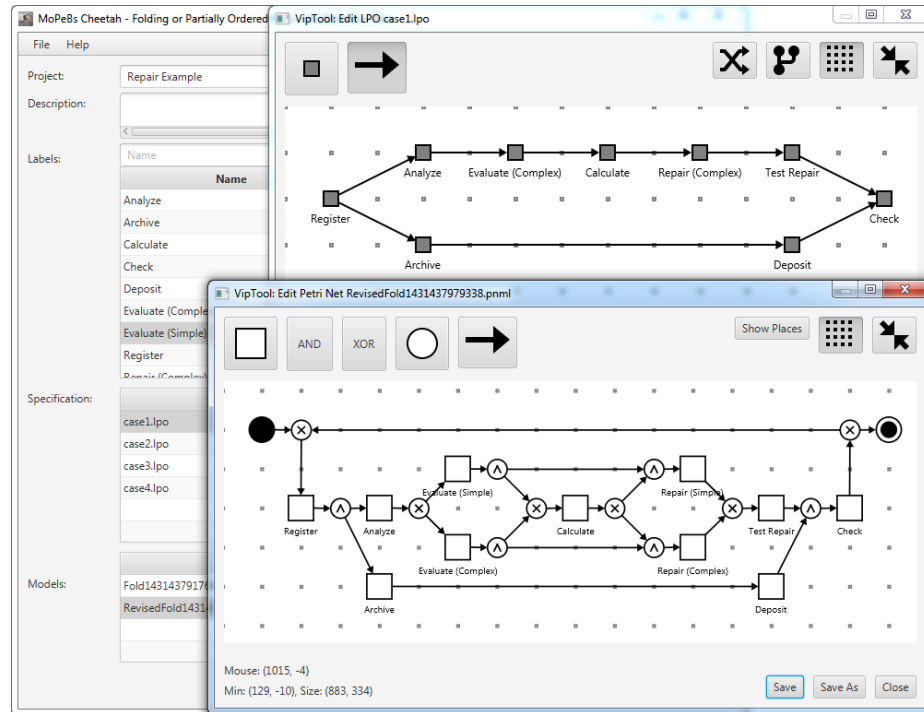 MoPeBs Cheetah - Folding or Partially Ordered
File Help
Project: Repair Example
Description:
Labels: Name
Name
Analyze
Archive
Calculate
Check
Deposit
Evaluate (Comple
Evaluate (Simple)
Register
Repair (Complex)
Specification:
case1.lpo
case2.lpo
case3.lpo
case4.lpo
Models:
Fold14314379176
RevisedFold1431
VipTool: Edit LPO case1.lpo
Analyze Evaluate (Complex) Calculate Repair (Complex) Test Repair
Register Check
Archive Deposit
VipTool: Edit Petri Net RevisedFold1431437979338.pnml
AND XOR Show Places
Evaluate (Simple) Repair (Simple)
Register Analyze Calculate Test Repair Check
Evaluate (Complex) Repair (Complex)
Archive Deposit
Mouse: (1015, -4)
Min: (129, -10), Size: (883, 334)
Save Save As Close